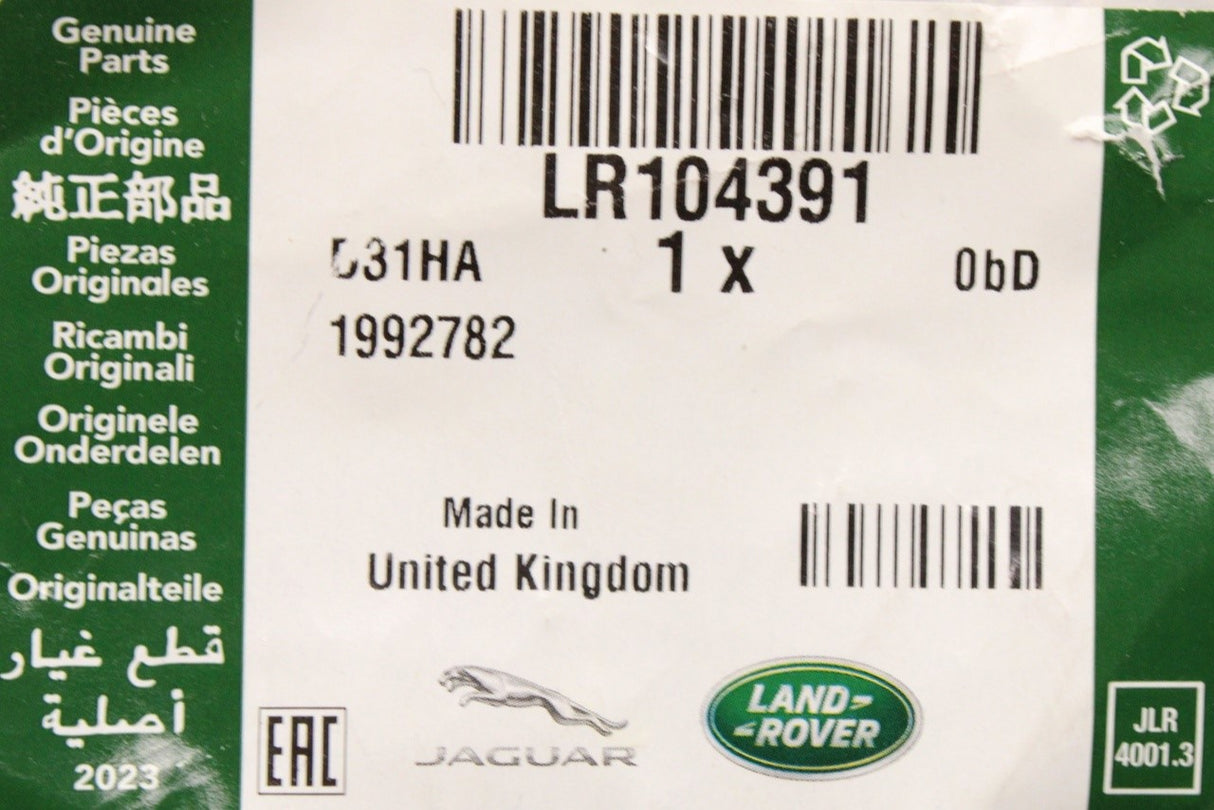 Genuine
Parts
Pièces
d'Origine
純正部品
Piezas
Originales
Ricambi
Originali
Originele
Onderdelen
Peças
Genuinas
Originalteile
قطع غيار
أصلية
2023
LR104391
1 x
0bD
1992782
Made In
United Kingdom
EAC
JAGUAR
LAND-
-ROVER
JLR
4001.3